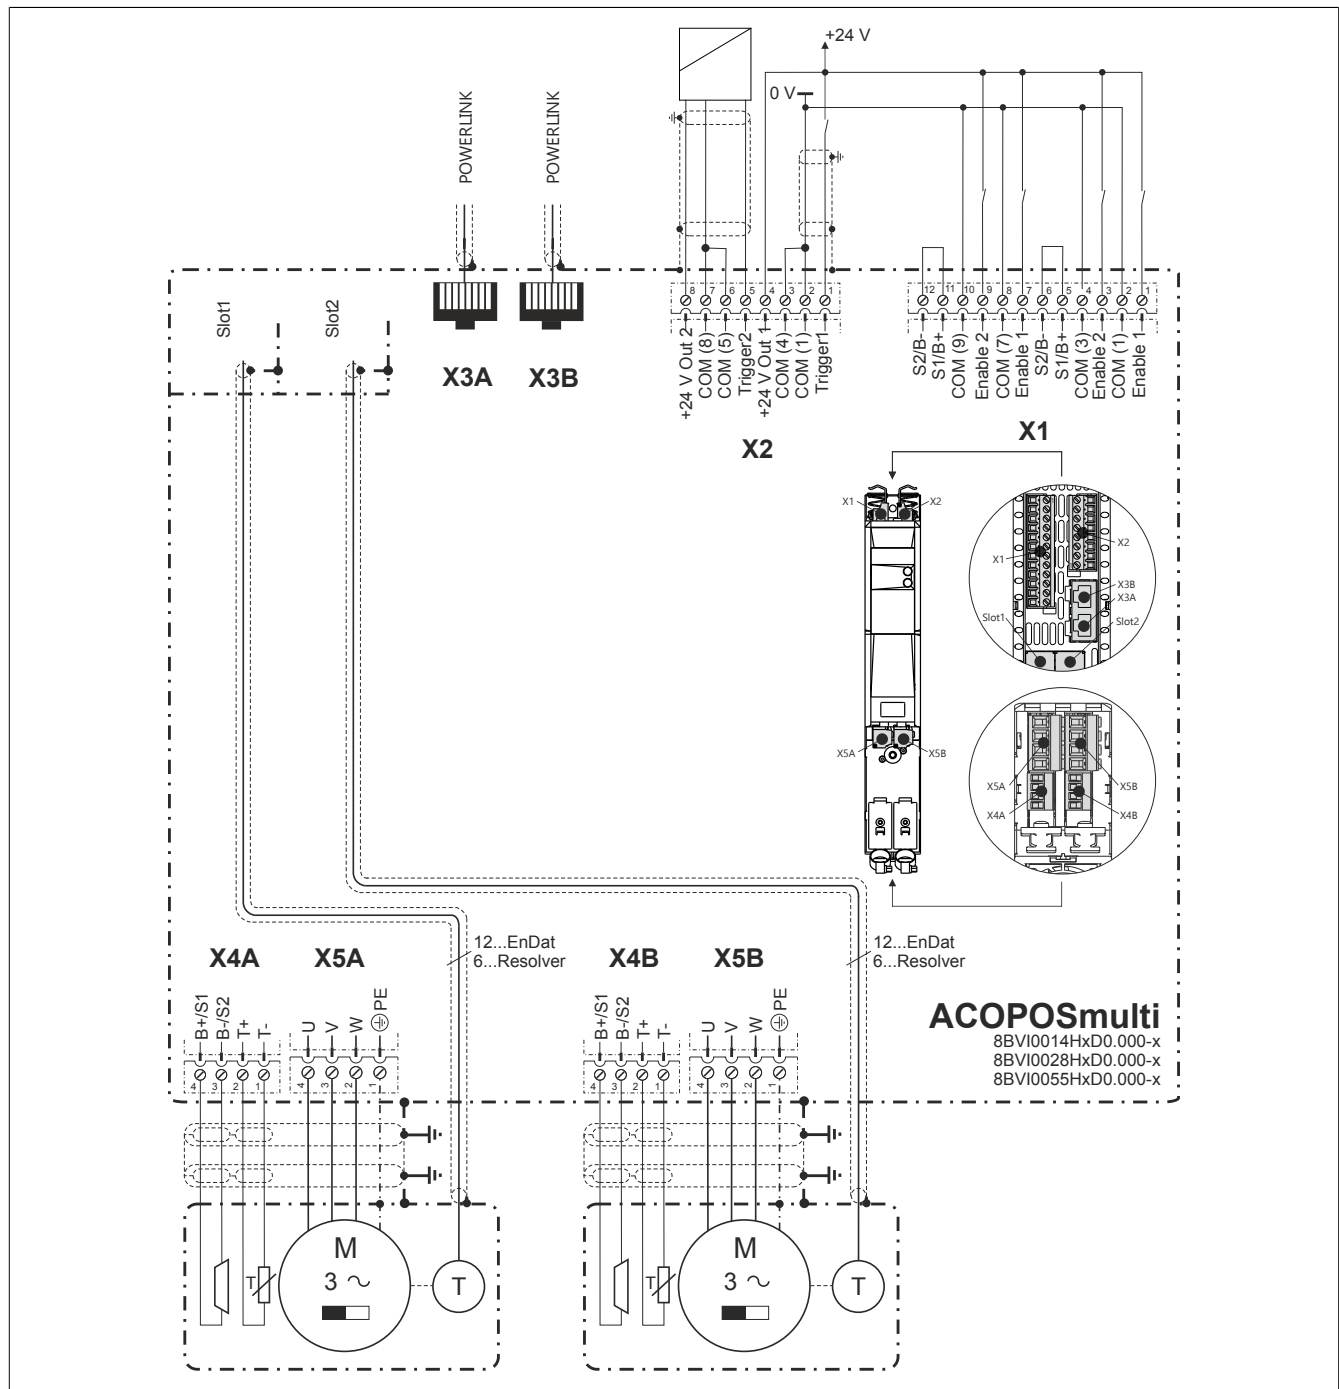 +24 V
0 V
POWERLINK
POWERLINK
Slot1
Slot2
X3A
X3B
8
7
6
5
4
3
2
1
+24 V Out 2
COM (8)
COM (5)
Trigger2
+24 V Out 1
COM (4)
COM (1)
Trigger1
X2
12
11
10
9
8
7
6
5
4
3
2
1
S2/B-
S1/B+
COM (9)
Enable 2
COM (7)
Enable 1
S2/B-
S1/B+
COM (3)
Enable 2
COM (1)
Enable 1
X1
X1
X2
X1
X2
X3B
X3A
Slot1
Slot2
X5A
X5B
X5A
X5B
X4A
X4B
12...EnDat
6...Resolver
12...EnDat
6...Resolver
X4A
X5A
X4B
X5B
B+/S1
B-/S2
T+
T-
U
V
W
PE
4
3
2
1
4
3
2
1
B+/S1
B-/S2
T+
T-
U
V
W
PE
4
3
2
1
4
3
2
1
ACOPOSmulti
8BVI0014HxD0.000-x
8BVI0028HxD0.000-x
8BVI0055HxD0.000-x
T
M
3 ~
T
T
M
3 ~
T